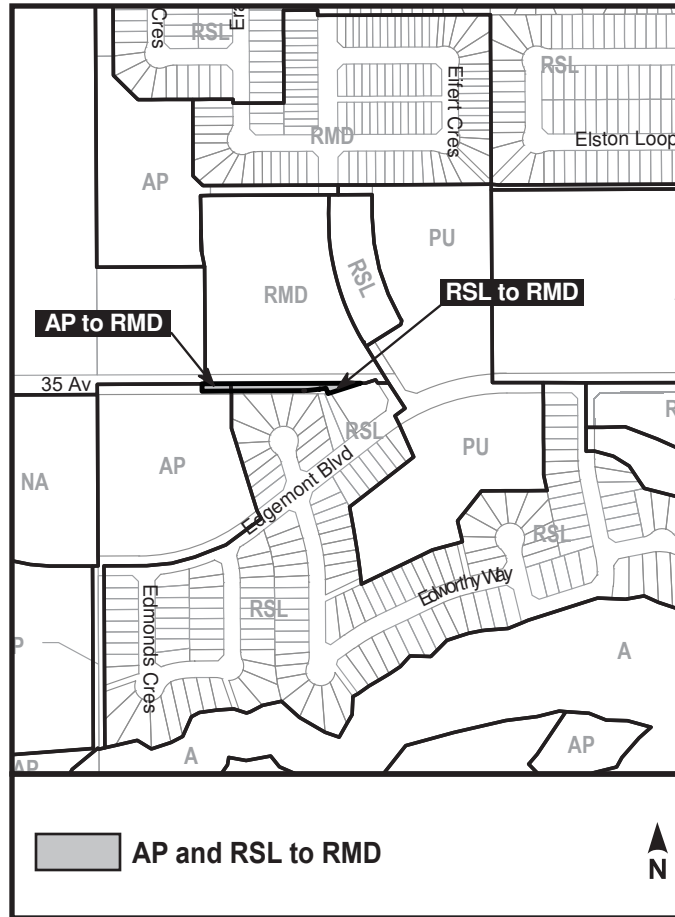 Cres
RSL
Era
RSL
Eifert Cres
RMD
Elston Loop
AP
PU
RSL
RMD
RSL to RMD
AP to RMD
35 Av
R
RSL
AP
PU
NA
Edgemont Blvd
RSL
Edworthy Way
Edmonds Cres
RSL
P
A
AP
A
AP
AP and RSL to RMD
N